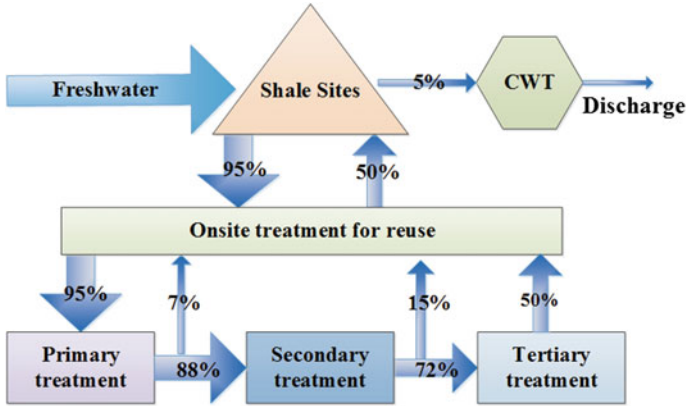 Freshwater
Shale Sites
5%
CWT
Discharge
95%
50%
Onsite treatment for reuse
95%
7%
15%
50%
Primary
treatment
88%
Secondary
treatment
72%
Tertiary
treatment